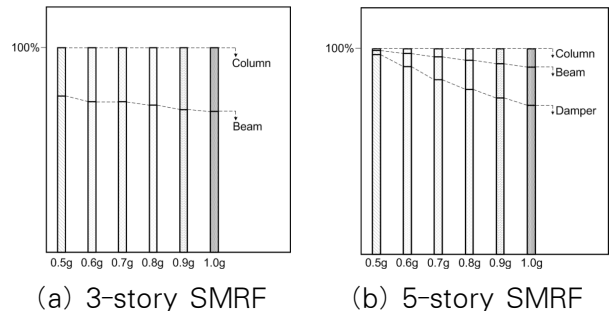 100%
Column
Beam
0.5g 0.6g 0.7g 0.8g 0.9g 1.0g
(a) 3-story SMRF
100%
Column
Beam
Damper
0.5g 0.6g 0.7g 0.8g 0.9g 1.0g
(b) 5-story SMRF